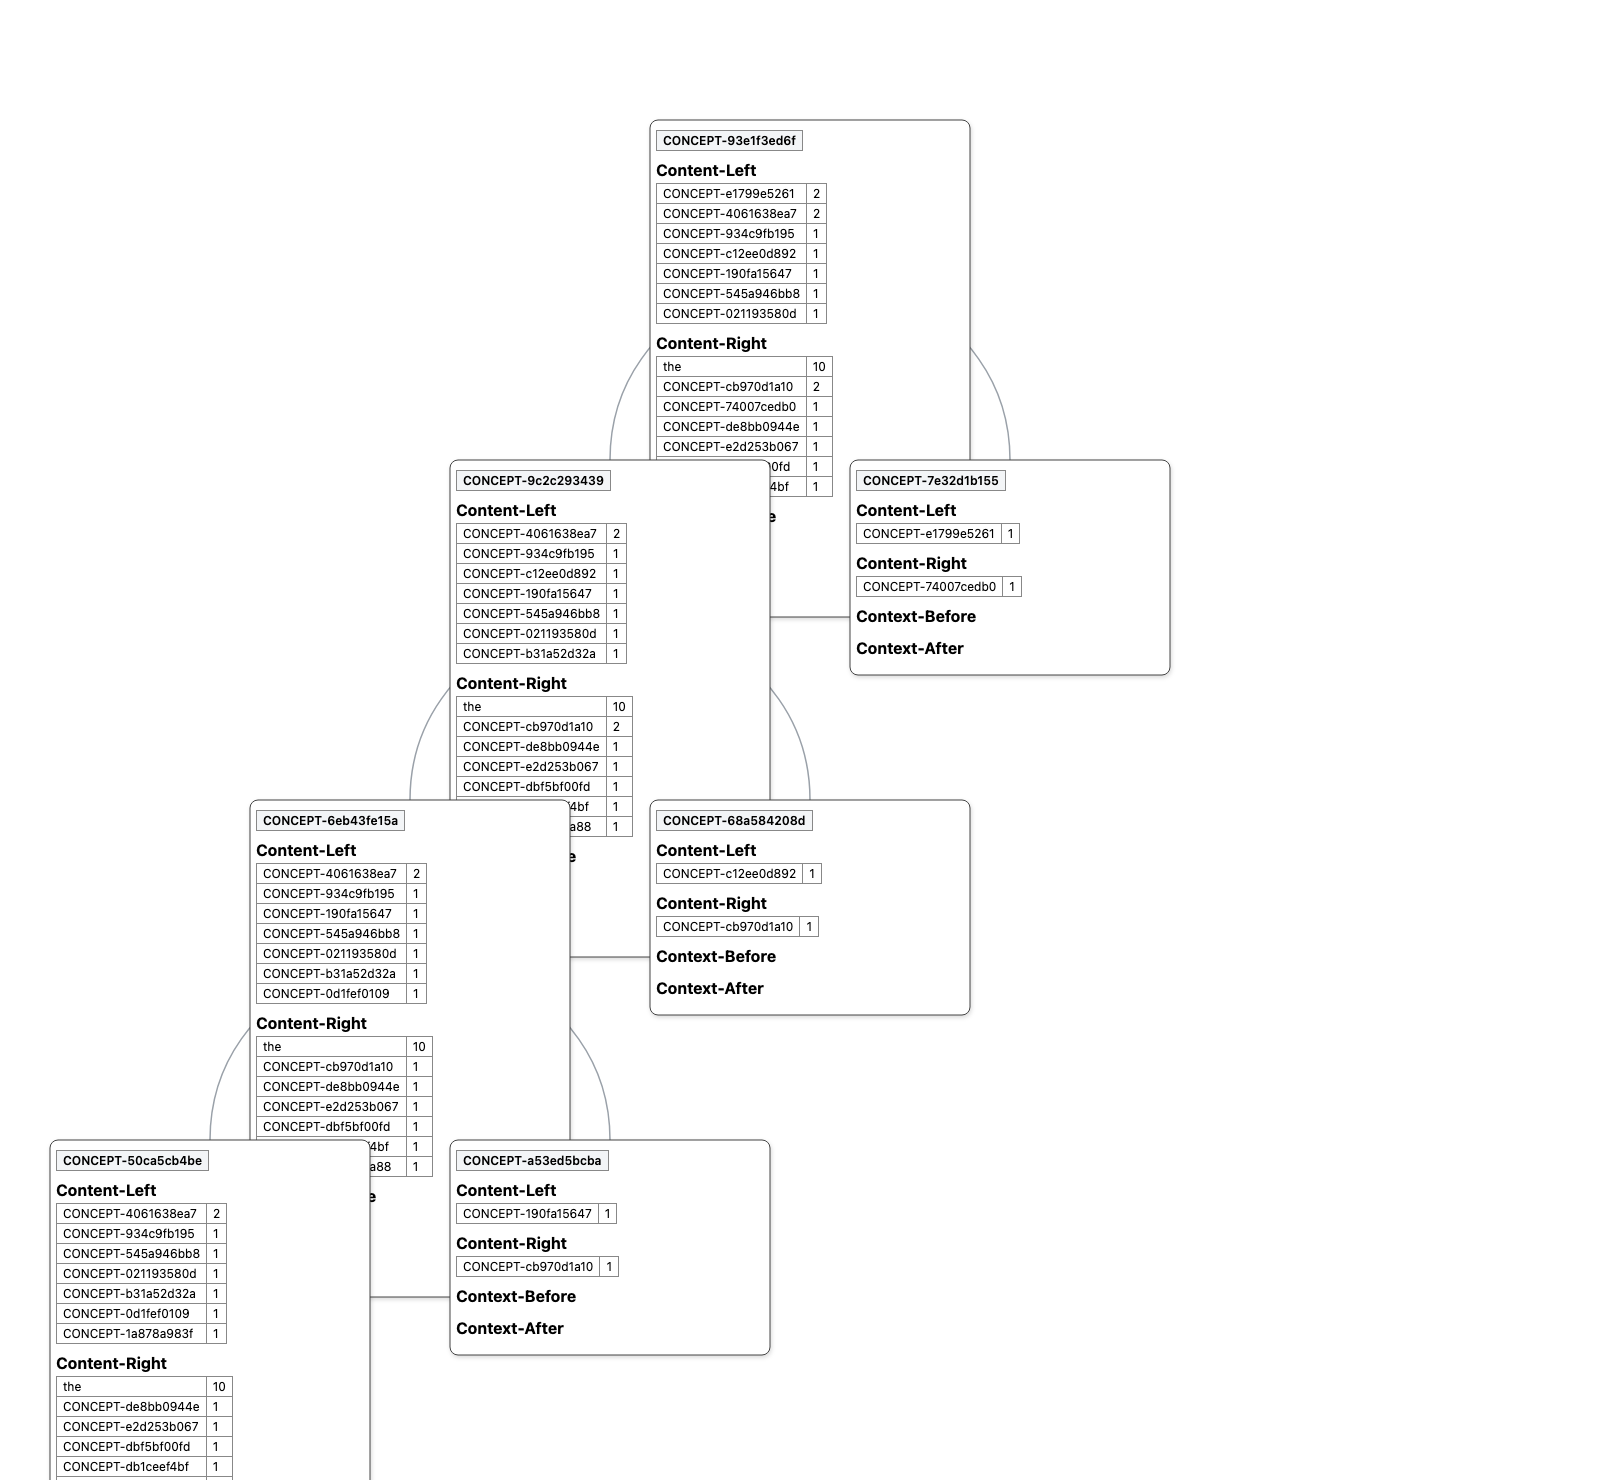 CONCEPT-93e1f3ed6f
Content-Left
CONCEPT-e1799e5261 2
CONCEPT-4061638ea7 2
CONCEPT-934c9fb195 1
CONCEPT-c12ee0d892 1
CONCEPT-190fa15647 1
CONCEPT-545a946bb8 1
CONCEPT-021193580d 1
Content-Right
the 10
CONCEPT-cb970d1a10 2
CONCEPT-74007cedb0 1
CONCEPT-de8bb0944e 1
CONCEPT-e2d253b067 1
0fd 1
4bf 1
e
CONCEPT-9c2c293439
Content-Left
CONCEPT-4061638ea7 2
CONCEPT-934c9fb195 1
CONCEPT-c12ee0d892 1
CONCEPT-190fa15647 1
CONCEPT-545a946bb8 1
CONCEPT-021193580d 1
CONCEPT-b31a52d32a 1
Content-Right
the 10
CONCEPT-cb970d1a10 2
CONCEPT-de8bb0944e 1
CONCEPT-e2d253b067 1
CONCEPT-dbf5bf00fd 1
4bf 1
a88 1
e
CONCEPT-7e32d1b155
Content-Left
CONCEPT-e1799e5261 1
Content-Right
CONCEPT-74007cedb0 1
Context-Before
Context-After
CONCEPT-6eb43fe15a
Content-Left
CONCEPT-4061638ea7 2
CONCEPT-934c9fb195 1
CONCEPT-190fa15647 1
CONCEPT-545a946bb8 1
CONCEPT-021193580d 1
CONCEPT-b31a52d32a 1
CONCEPT-0d1fef0109 1
Content-Right
the 10
CONCEPT-cb970d1a10 1
CONCEPT-de8bb0944e 1
CONCEPT-e2d253b067 1
CONCEPT-dbf5bf00fd 1
4bf 1
a88 1
e
CONCEPT-68a584208d
Content-Left
CONCEPT-c12ee0d892 1
Content-Right
CONCEPT-cb970d1a10 1
Context-Before
Context-After
CONCEPT-50ca5cb4be
Content-Left
CONCEPT-4061638ea7 2
CONCEPT-934c9fb195 1
CONCEPT-545a946bb8 1
CONCEPT-021193580d 1
CONCEPT-b31a52d32a 1
CONCEPT-0d1fef0109 1
CONCEPT-1a878a983f 1
Content-Right
the 10
CONCEPT-de8bb0944e 1
CONCEPT-e2d253b067 1
CONCEPT-dbf5bf00fd 1
CONCEPT-db1ceef4bf 1
CONCEPT-a53ed5bcba
Content-Left
CONCEPT-190fa15647 1
Content-Right
CONCEPT-cb970d1a10 1
Context-Before
Context-After